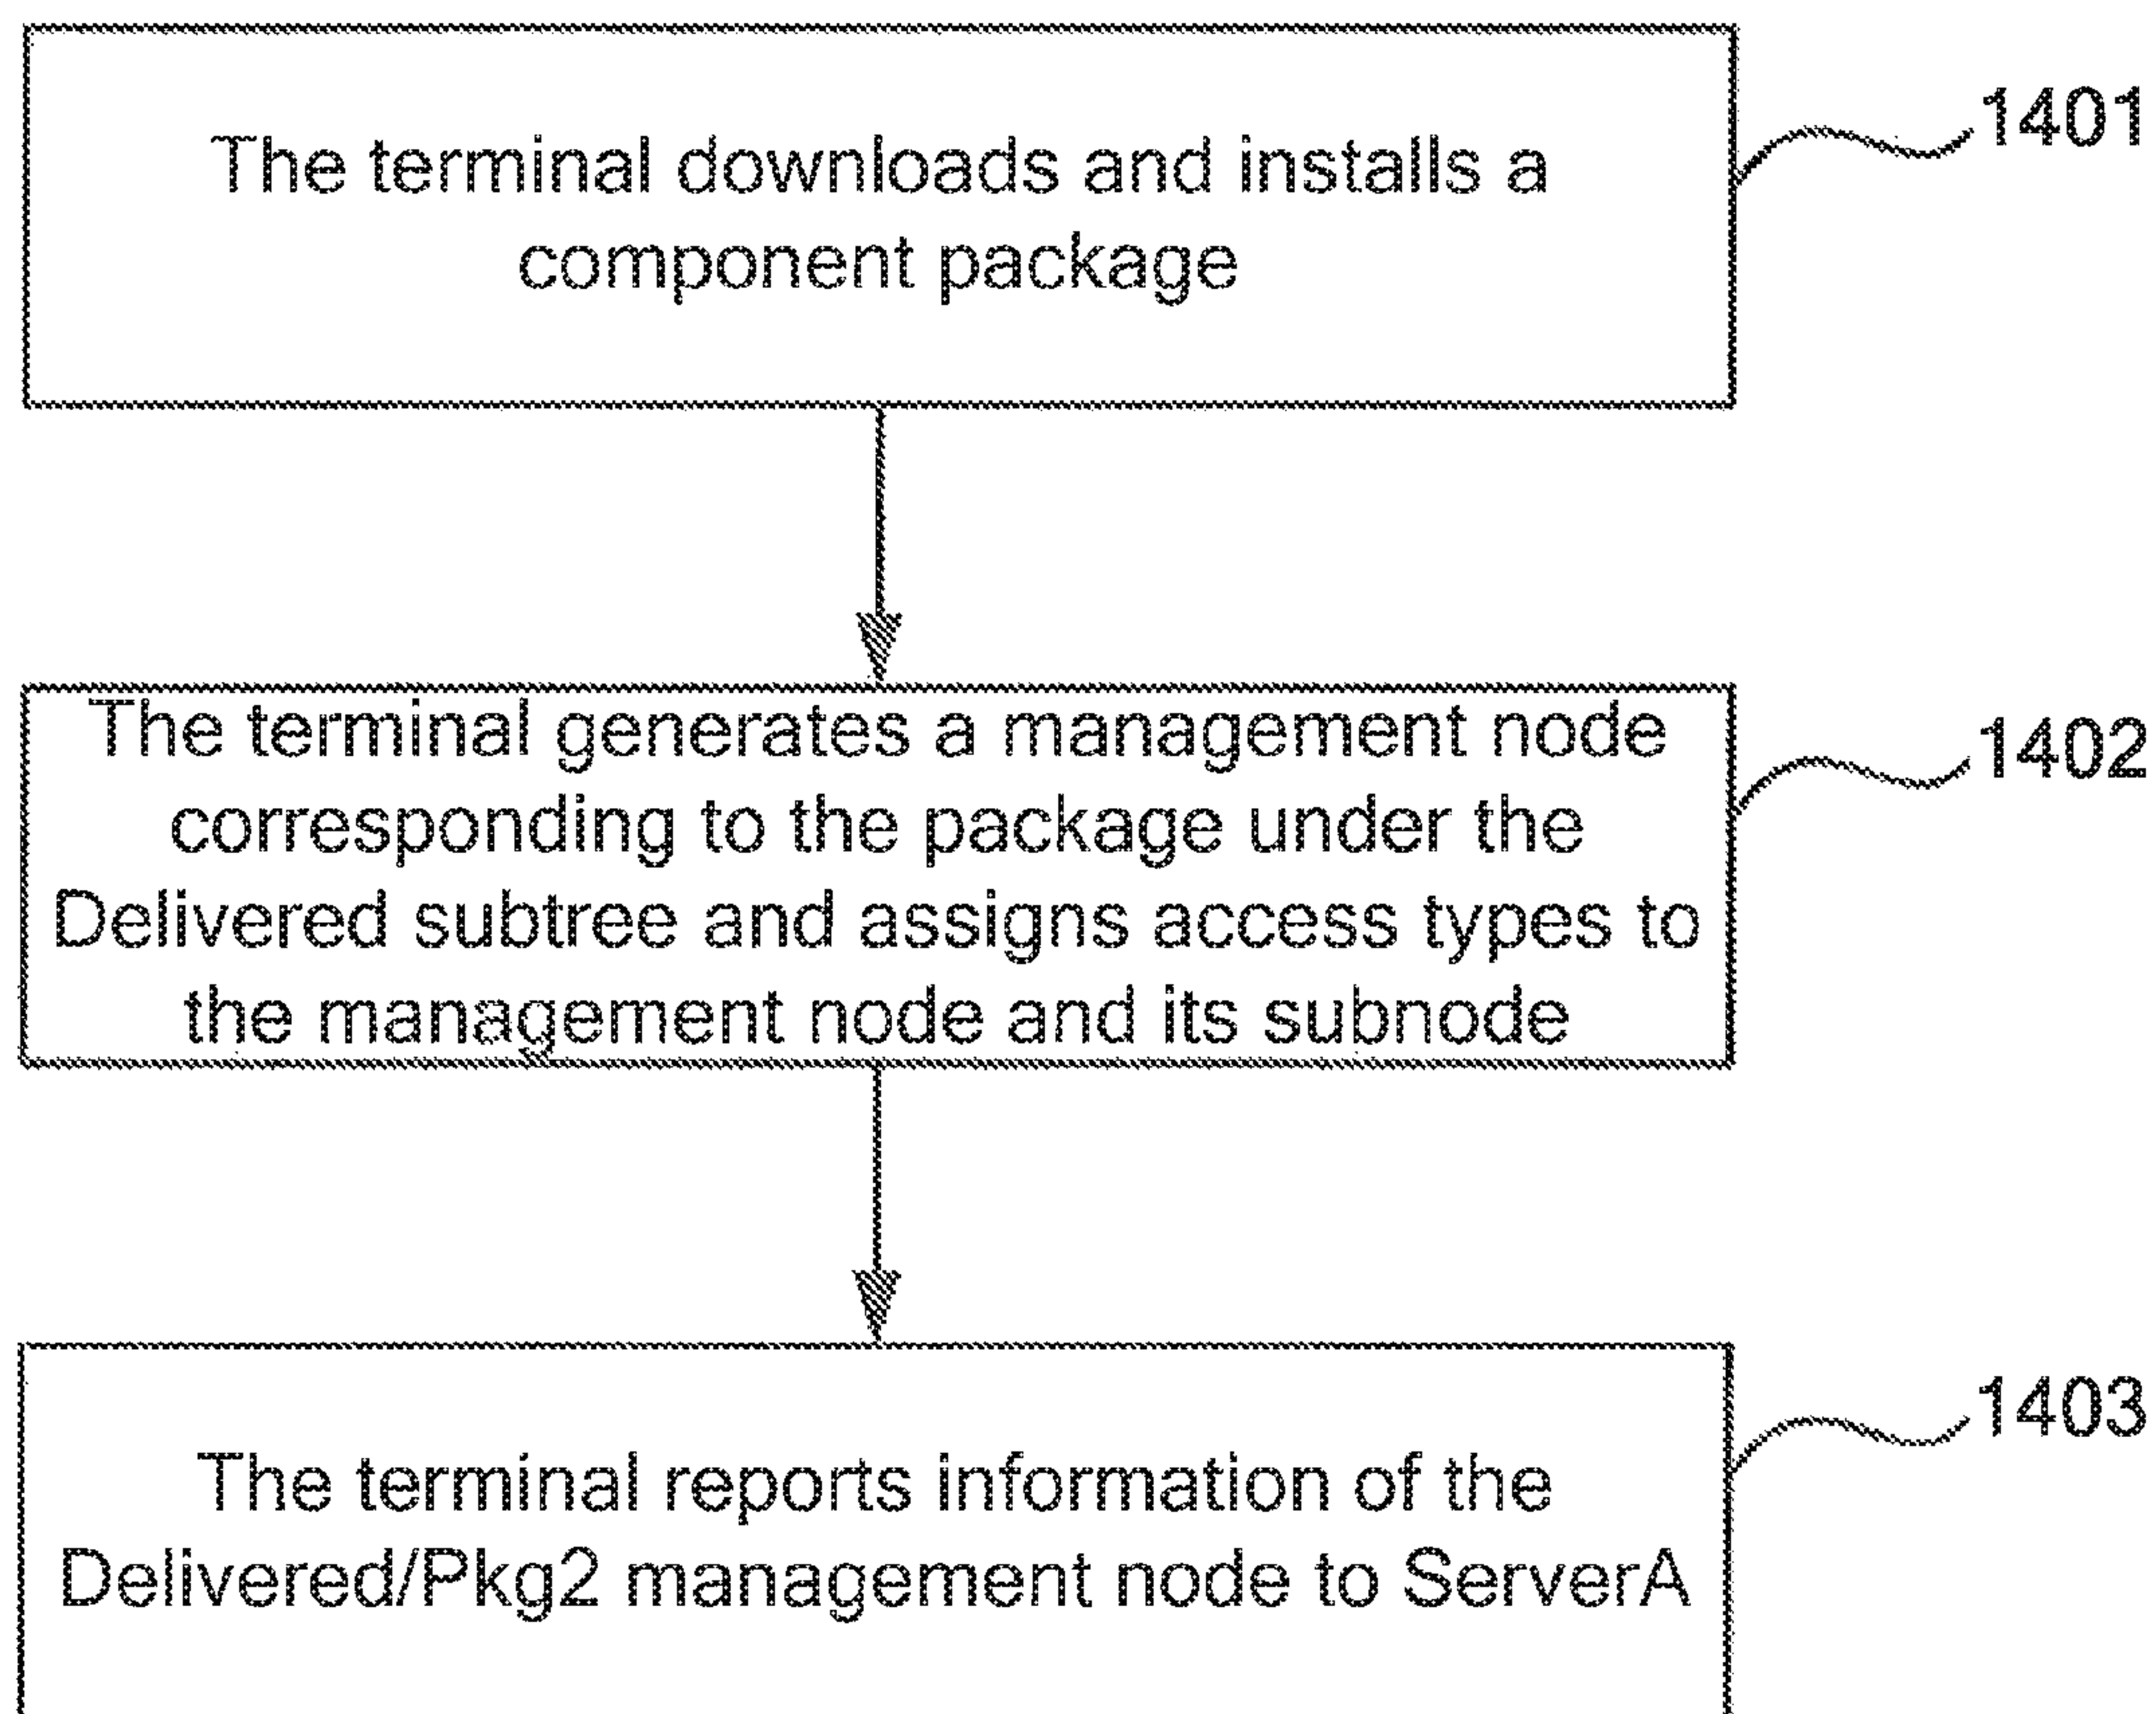 The terminal downloads and installs a
component package
1401
The terminal generates a management node
corresponding to the package under the
Delivered subtree and assigns access types to
the management node and its subnode
1402
The terminal reports information of the
Delivered/Pkg2 management node to ServerA
1403